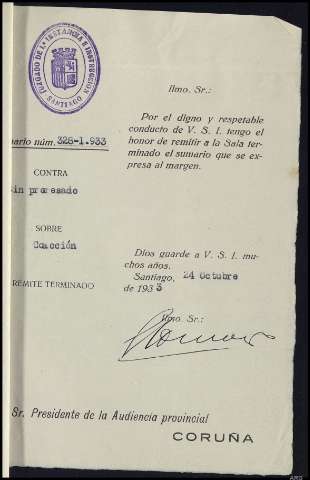 JUZGADO DE 1ª INSTANCIA E INSTRUCCION
SANTIAGO
ario núm. 328-1.933
CONTRA
in procesado
SOBRE
Coacción
REMITE TERMINADO
Ilmo. Sr.:
Por el digno y respetable
conducto de V. S. I. tengo el
honor de remitir a la Sala ter-
minado el sumario que se ex-
presa al margen.
Dios guarde a V. S. I. mu-
chos años.
Santiago, 24 Octubre
de 1933
Ilmo. Sr.:
Sr. Presidente de la Audiencia provincial
CORUÑA